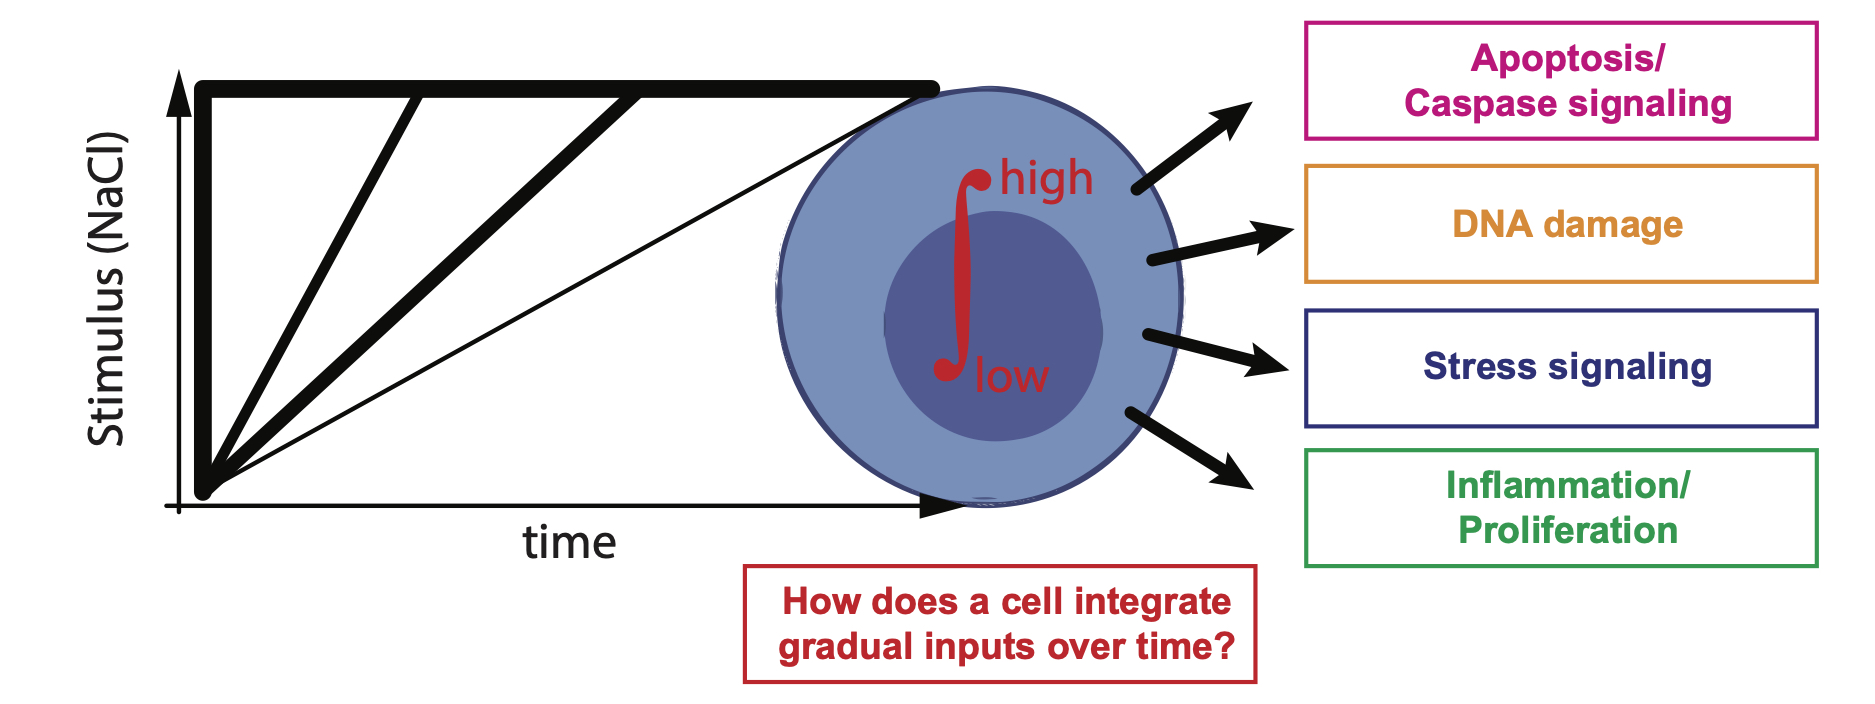 Stimulus (NaCl)
time
high
low
Apoptosis/
Caspase signaling
DNA damage
Stress signaling
Inflammation/
Proliferation
How does a cell integrate
gradual inputs over time?